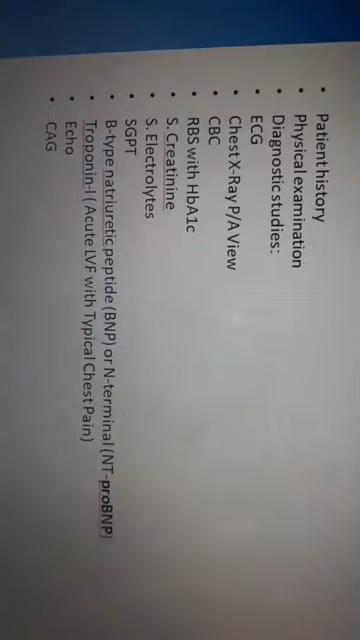 • Patient history
• Physical examination
• Diagnostic studies:
• ECG
• Chest X-Ray P/A View
• CBC
• RBS with HbA1c
• S. Creatinine
• S. Electrolytes
• SGPT
• B-type natriuretic peptide (BNP) or N-terminal (NT-proBNP)
• Troponin-I ( Acute LVF with Typical Chest Pain)
• Echo
• CAG